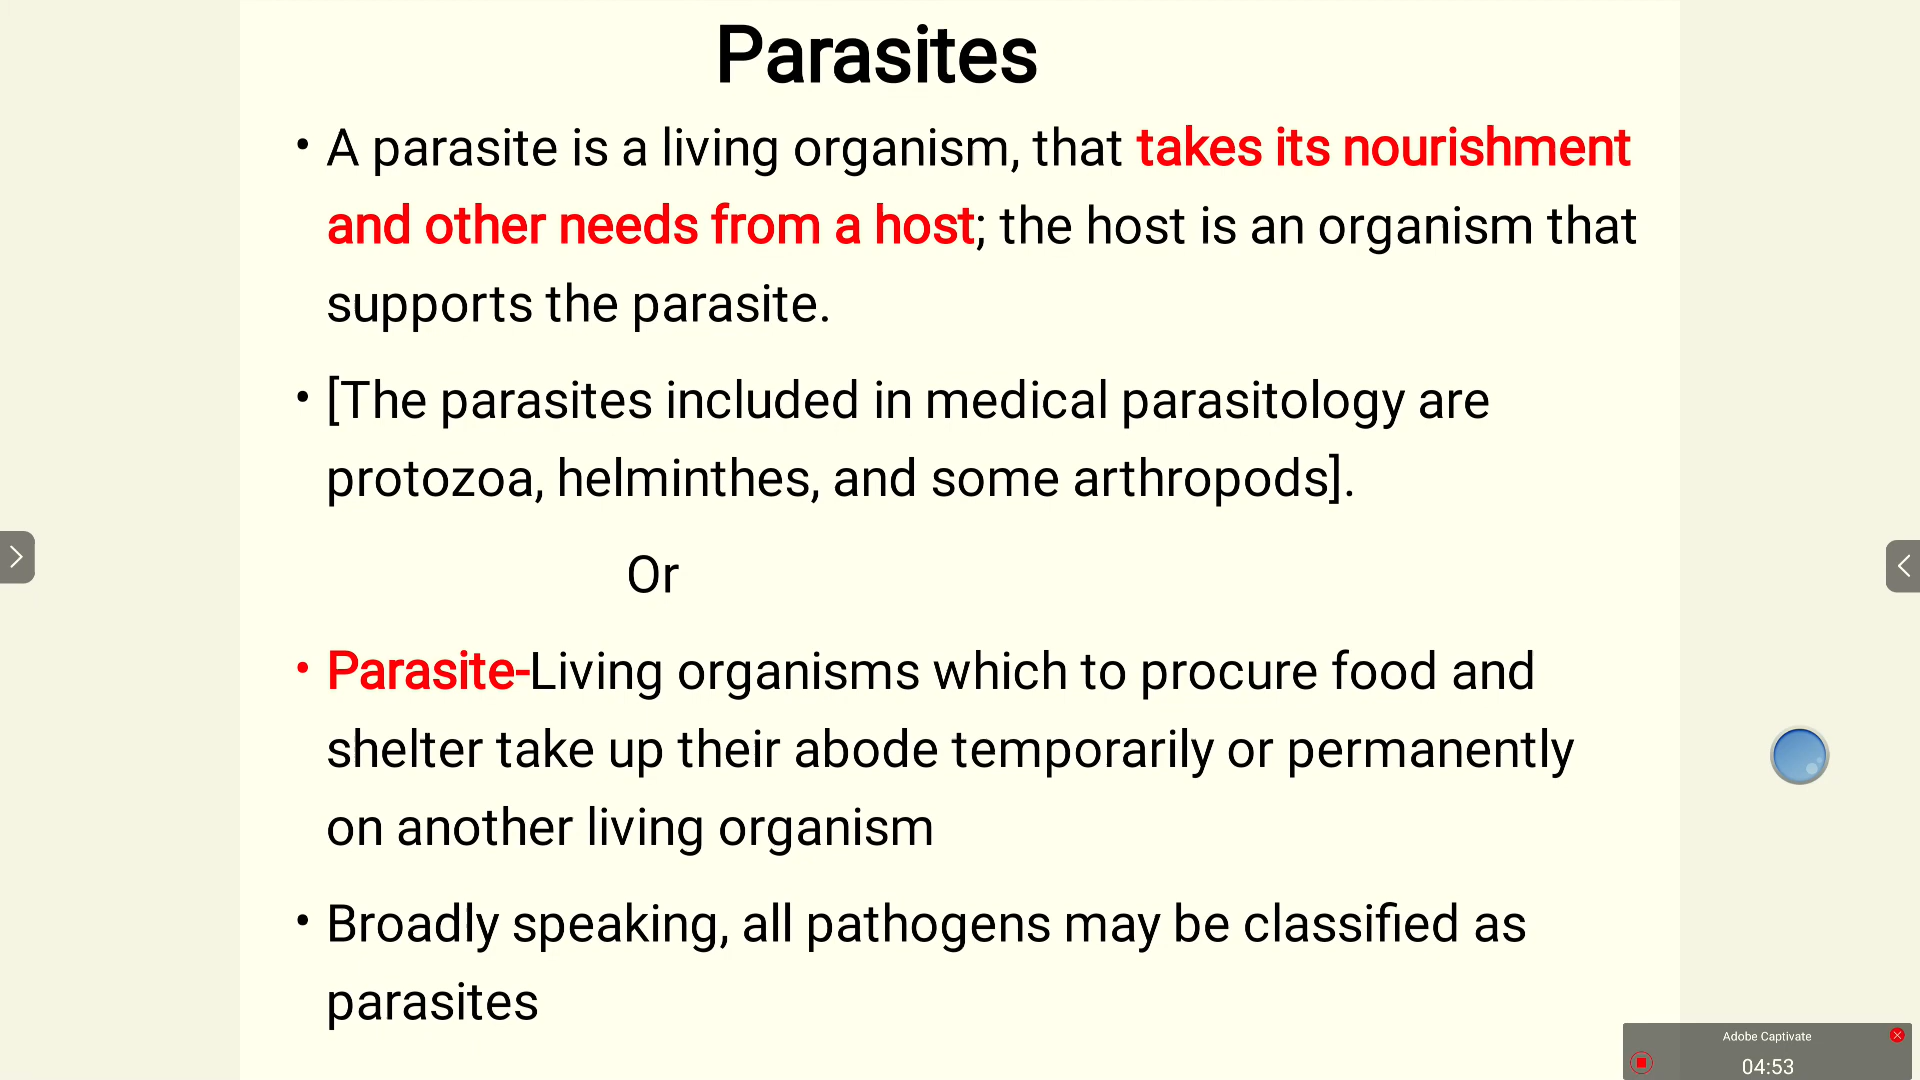 Parasites
• A parasite is a living organism, that takes its nourishment
and other needs from a host; the host is an organism that
supports the parasite.
• [The parasites included in medical parasitology are
protozoa, helminthes, and some arthropods].
Or
• Parasite-Living organisms which to procure food and
shelter take up their abode temporarily or permanently
on another living organism
• Broadly speaking, all pathogens may be classified as
parasites
Adobe Captivate
04:53